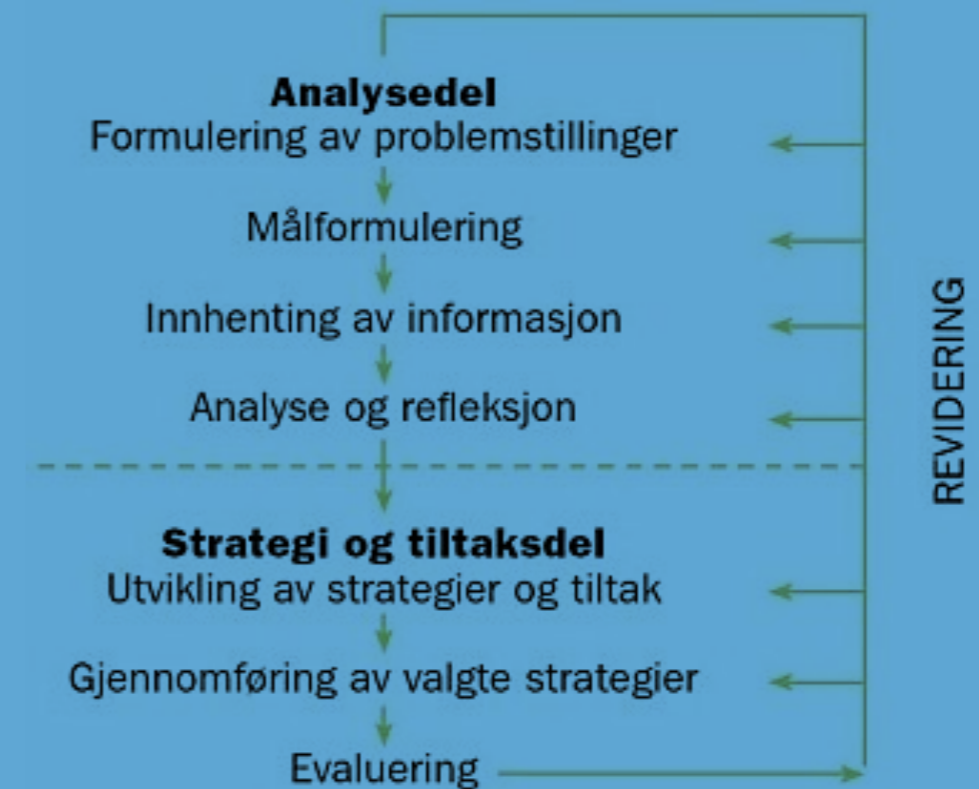 Analysedel
Formulering av problemstillinger
Målformulering
Innhenting av informasjon
Analyse og refleksjon
Strategi og tiltaksdel
Utvikling av strategier og tiltak
Gjennomføring av valgte strategier
Evaluering
REVIDERING